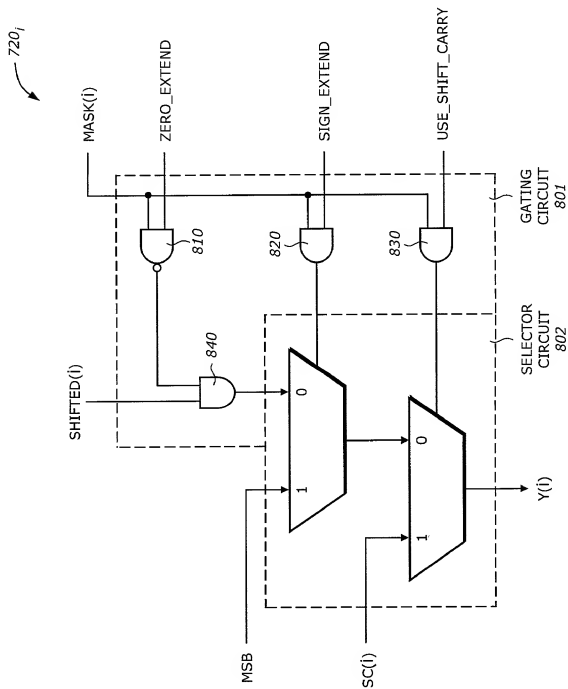 720i
MASK(i)
ZERO_EXTEND
SIGN_EXTEND
USE_SHIFT_CARRY
GATING
CIRCUIT
801
810
820
830
SELECTOR
CIRCUIT
802
840
SHIFTED(i)
0
1
0
1
MSB
SC(i)
Y(i)